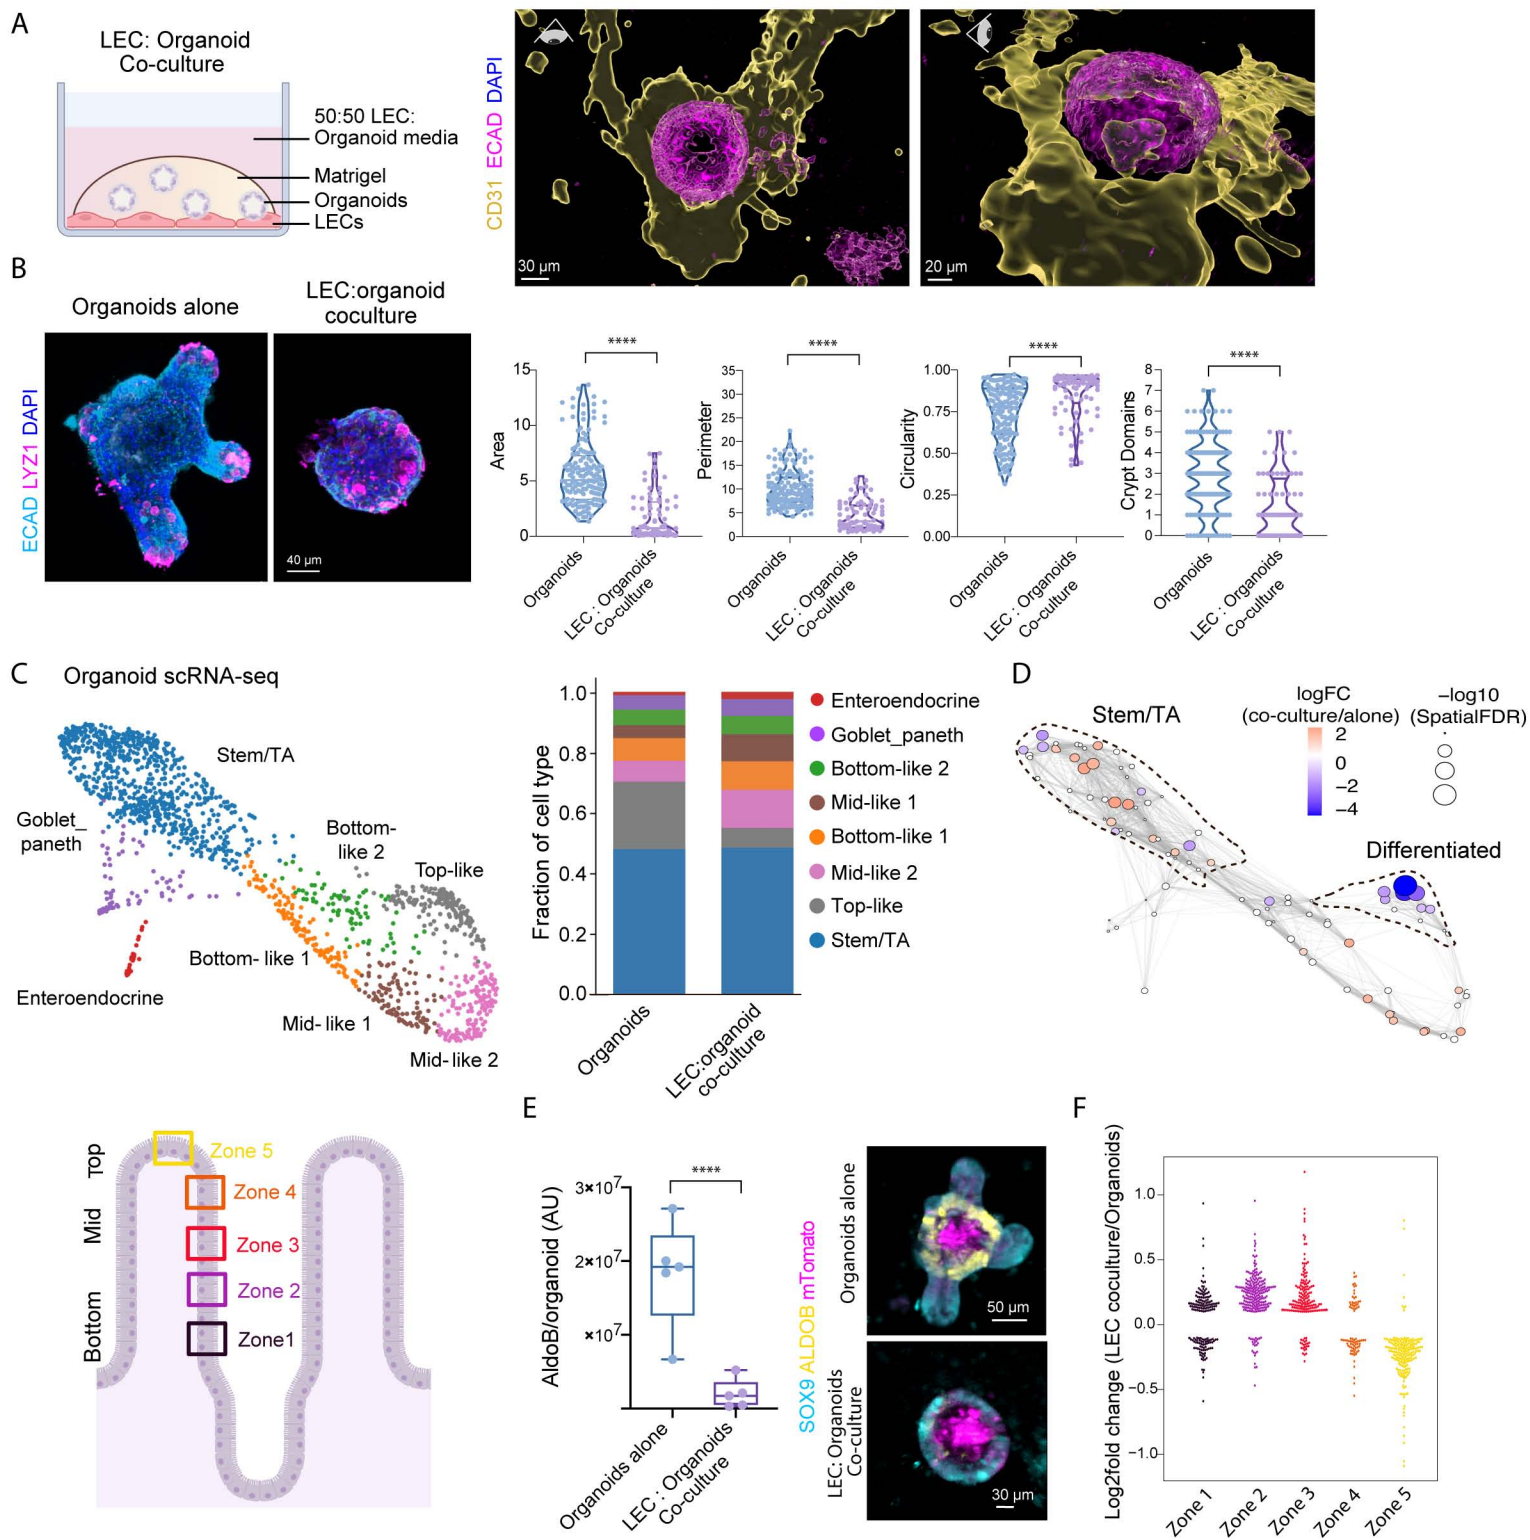 A
LEC: Organoid
Co-culture
50:50 LEC:
Organoid media
Matrigel
Organoids
LECs
CD31 ECAD DAPI
30 µm
20 µm
B
Organoids alone
LEC:organoid
coculture
ECAD LYZ1 DAPI
40 µm
Area
15
10
5
0
****
Organoids
LEC : Organoids
Co-culture
Perimeter
35
30
25
20
15
10
5
0
****
Organoids
LEC : Organoids
Co-culture
Circularity
1.00
0.75
0.50
0.25
0.00
****
Organoids
LEC : Organoids
Co-culture
Crypt Domains
8
7
6
5
4
3
2
1
0
****
Organoids
LEC : Organoids
Co-culture
C
Organoid scRNA-seq
Stem/TA
Goblet_
paneth
Enteroendocrine
Bottom-
like 2
Top-like
Bottom- like 1
Mid- like 1
Mid- like 2
Fraction of cell type
1.0
0.8
0.6
0.4
0.2
0.0
Organoids
LEC:organoid
co-culture
Enteroendocrine
Goblet_paneth
Bottom-like 2
Mid-like 1
Bottom-like 1
Mid-like 2
Top-like
Stem/TA
D
Stem/TA
logFC
(co-culture/alone)
2
0
−2
−4
−log10
(SpatialFDR)
Differentiated
Top
Mid
Bottom
Zone 5
Zone 4
Zone 3
Zone 2
Zone1
E
AldoB/organoid (AU)
3×10⁷
2×10⁷
×10⁷
****
Organoids alone
LEC : Organoids
Co-culture
SOX9 ALDOB mTomato
Organoids alone
50 µm
LEC: Organoids
Co-culture
30 µm
F
Log2fold change (LEC coculture/Organoids)
1.0
0.5
0.0
−0.5
−1.0
Zone 1
Zone 2
Zone 3
Zone 4
Zone 5